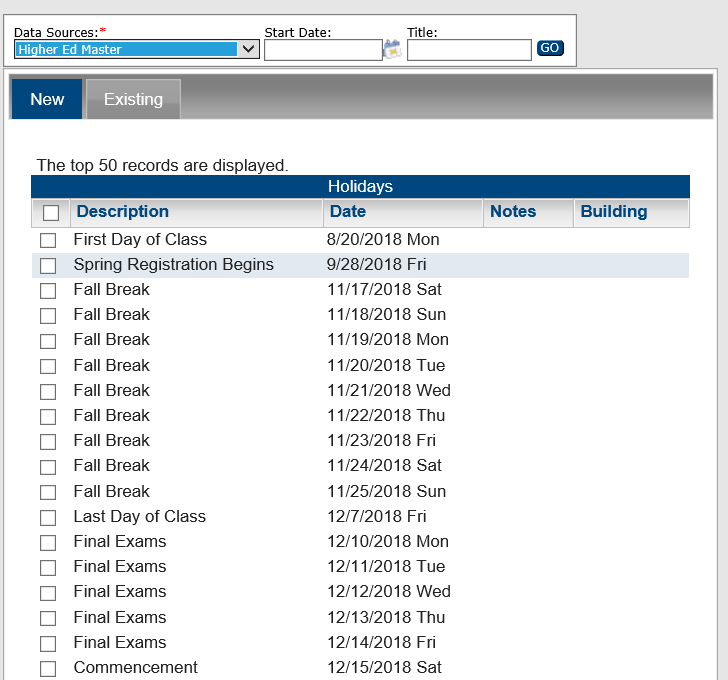 Data Sources:* Start Date: Title:
Higher Ed Master GO
New Existing
The top 50 records are displayed.
Holidays
Description Date Notes Building
First Day of Class 8/20/2018 Mon
Spring Registration Begins 9/28/2018 Fri
Fall Break 11/17/2018 Sat
Fall Break 11/18/2018 Sun
Fall Break 11/19/2018 Mon
Fall Break 11/20/2018 Tue
Fall Break 11/21/2018 Wed
Fall Break 11/22/2018 Thu
Fall Break 11/23/2018 Fri
Fall Break 11/24/2018 Sat
Fall Break 11/25/2018 Sun
Last Day of Class 12/7/2018 Fri
Final Exams 12/10/2018 Mon
Final Exams 12/11/2018 Tue
Final Exams 12/12/2018 Wed
Final Exams 12/13/2018 Thu
Final Exams 12/14/2018 Fri
Commencement 12/15/2018 Sat